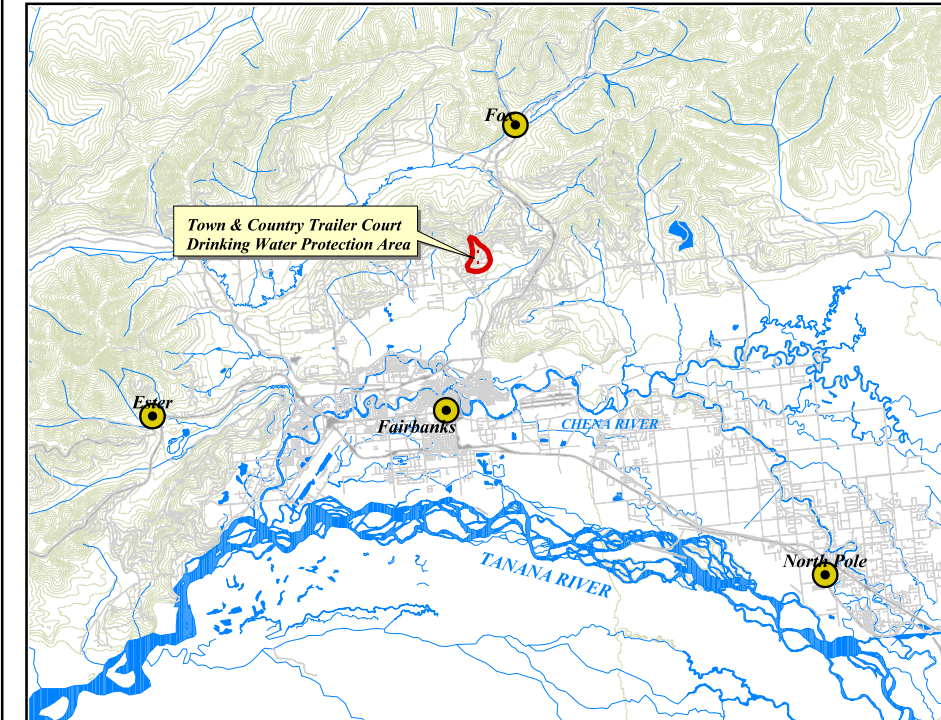 Fox
Town & Country Trailer Court
Drinking Water Protection Area
Ester
Fairbanks
CHENA RIVER
TANANA RIVER
North Pole